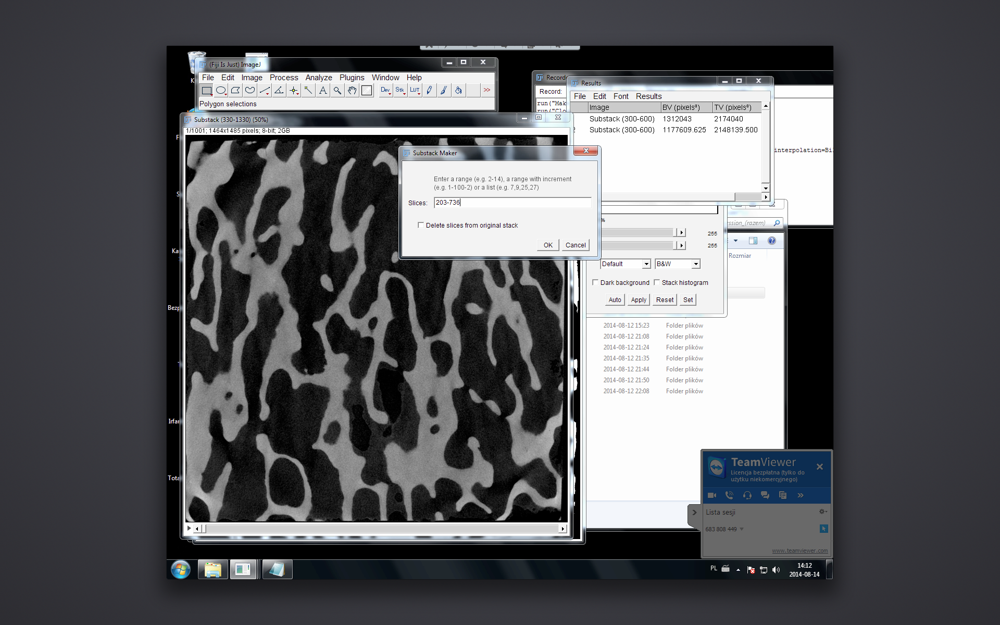 (Fiji Is Just) ImageJ
File Edit Image Process Analyze Plugins Window Help
Dev Stk LUT >>
Polygon selections
Substack (330-1330) (50%)
1/1001; 1464x1485 pixels; 8-bit; 2GB
Substack Maker
Enter a range (e.g. 2-14), a range with increment
(e.g. 1-100-2) or a list (e.g. 7,9,25,27)
Slices: 203-736
Delete slices from original stack
OK Cancel
Record:
run("Mak
Results
File Edit Font Results
Image BV (pixels³) TV (pixels³)
Substack (300-600) 1312043 2174040
2 Substack (300-600) 1177609.625 2148139.500
interpolation=Bil
%
255
255
Default B&W
Dark background Stack histogram
Auto Apply Reset Set
ession_(razem)
Rozmiar
2014-08-12 15:23 Folder plików
2014-08-12 21:08 Folder plików
2014-08-12 21:24 Folder plików
2014-08-12 21:35 Folder plików
2014-08-12 21:44 Folder plików
2014-08-12 21:50 Folder plików
2014-08-12 22:08 Folder plików
Bezp
Irfan
Tota
TeamViewer
Licencja bezpłatna (tylko do
użytku niekomercyjnego)
Lista sesji
683 808 449
www.teamviewer.com
PL
14:12
2014-08-14